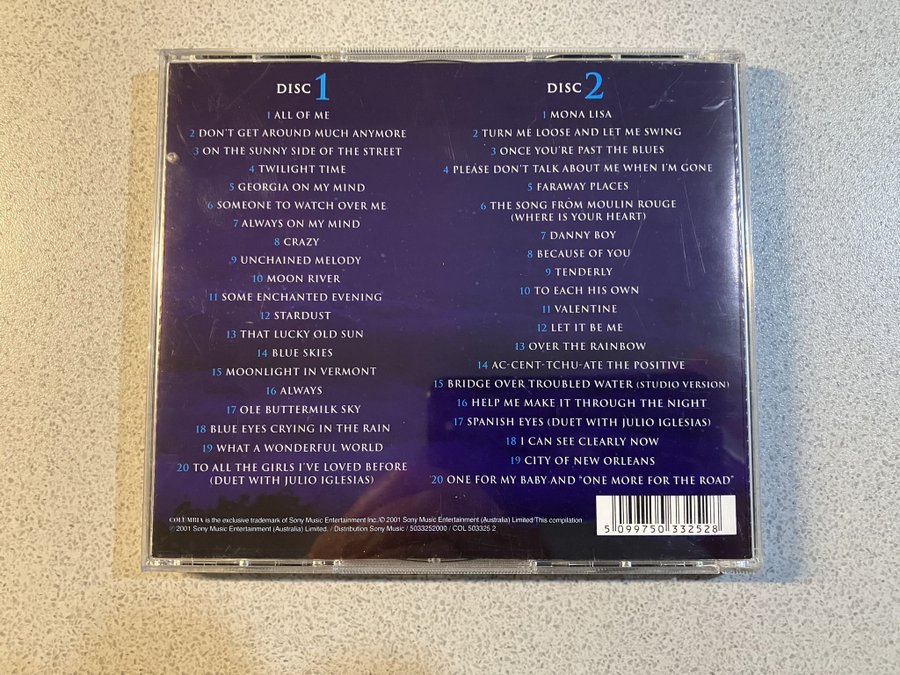 DISC 1
1 ALL OF ME
2 DON'T GET AROUND MUCH ANYMORE
3 ON THE SUNNY SIDE OF THE STREET
4 TWILIGHT TIME
5 GEORGIA ON MY MIND
6 SOMEONE TO WATCH OVER ME
7 ALWAYS ON MY MIND
8 CRAZY
9 UNCHAINED MELODY
10 MOON RIVER
11 SOME ENCHANTED EVENING
12 STARDUST
13 THAT LUCKY OLD SUN
14 BLUE SKIES
15 MOONLIGHT IN VERMONT
16 ALWAYS
17 OLE BUTTERMILK SKY
18 BLUE EYES CRYING IN THE RAIN
19 WHAT A WONDERFUL WORLD
20 TO ALL THE GIRLS I'VE LOVED BEFORE
(DUET WITH JULIO IGLESIAS)
DISC 2
1 MONA LISA
2 TURN ME LOOSE AND LET ME SWING
3 ONCE YOU'RE PAST THE BLUES
4 PLEASE DON'T TALK ABOUT ME WHEN I'M GONE
5 FARAWAY PLACES
6 THE SONG FROM MOULIN ROUGE
(WHERE IS YOUR HEART)
7 DANNY BOY
8 BECAUSE OF YOU
9 TENDERLY
10 TO EACH HIS OWN
11 VALENTINE
12 LET IT BE ME
13 OVER THE RAINBOW
14 AC-CENT-TCHU-ATE THE POSITIVE
15 BRIDGE OVER TROUBLED WATER (STUDIO VERSION)
16 HELP ME MAKE IT THROUGH THE NIGHT
17 SPANISH EYES (DUET WITH JULIO IGLESIAS)
18 I CAN SEE CLEARLY NOW
19 CITY OF NEW ORLEANS
20 ONE FOR MY BABY AND "ONE MORE FOR THE ROAD"
COLUMBIA is the exclusive trademark of Sony Music Entertainment Inc./© 2001 Sony Music Entertainment (Australia) Limited/This compilation
℗ 2001 Sony Music Entertainment (Australia) Limited. / Distribution Sony Music / 5033252000 / COL 503325 2
5 099750 332528